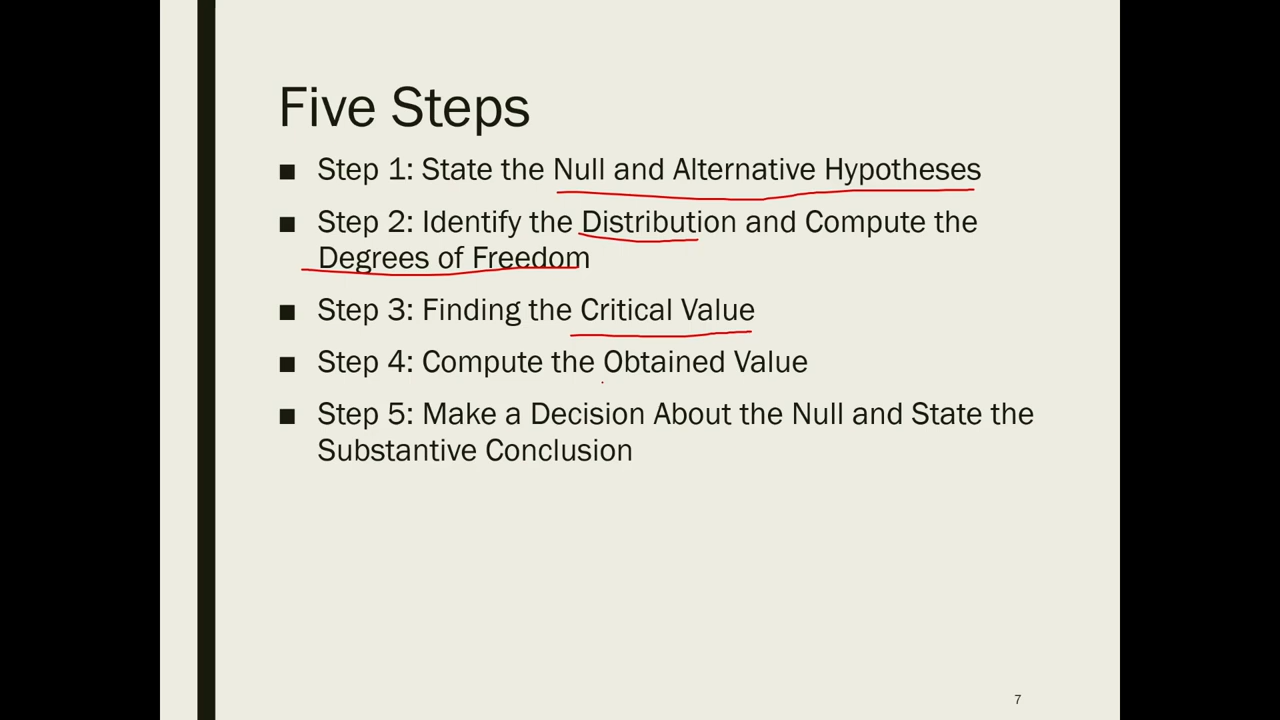 Five Steps
■ Step 1: State the Null and Alternative Hypotheses
■ Step 2: Identify the Distribution and Compute the
Degrees of Freedom
■ Step 3: Finding the Critical Value
■ Step 4: Compute the Obtained Value
■ Step 5: Make a Decision About the Null and State the
Substantive Conclusion
7